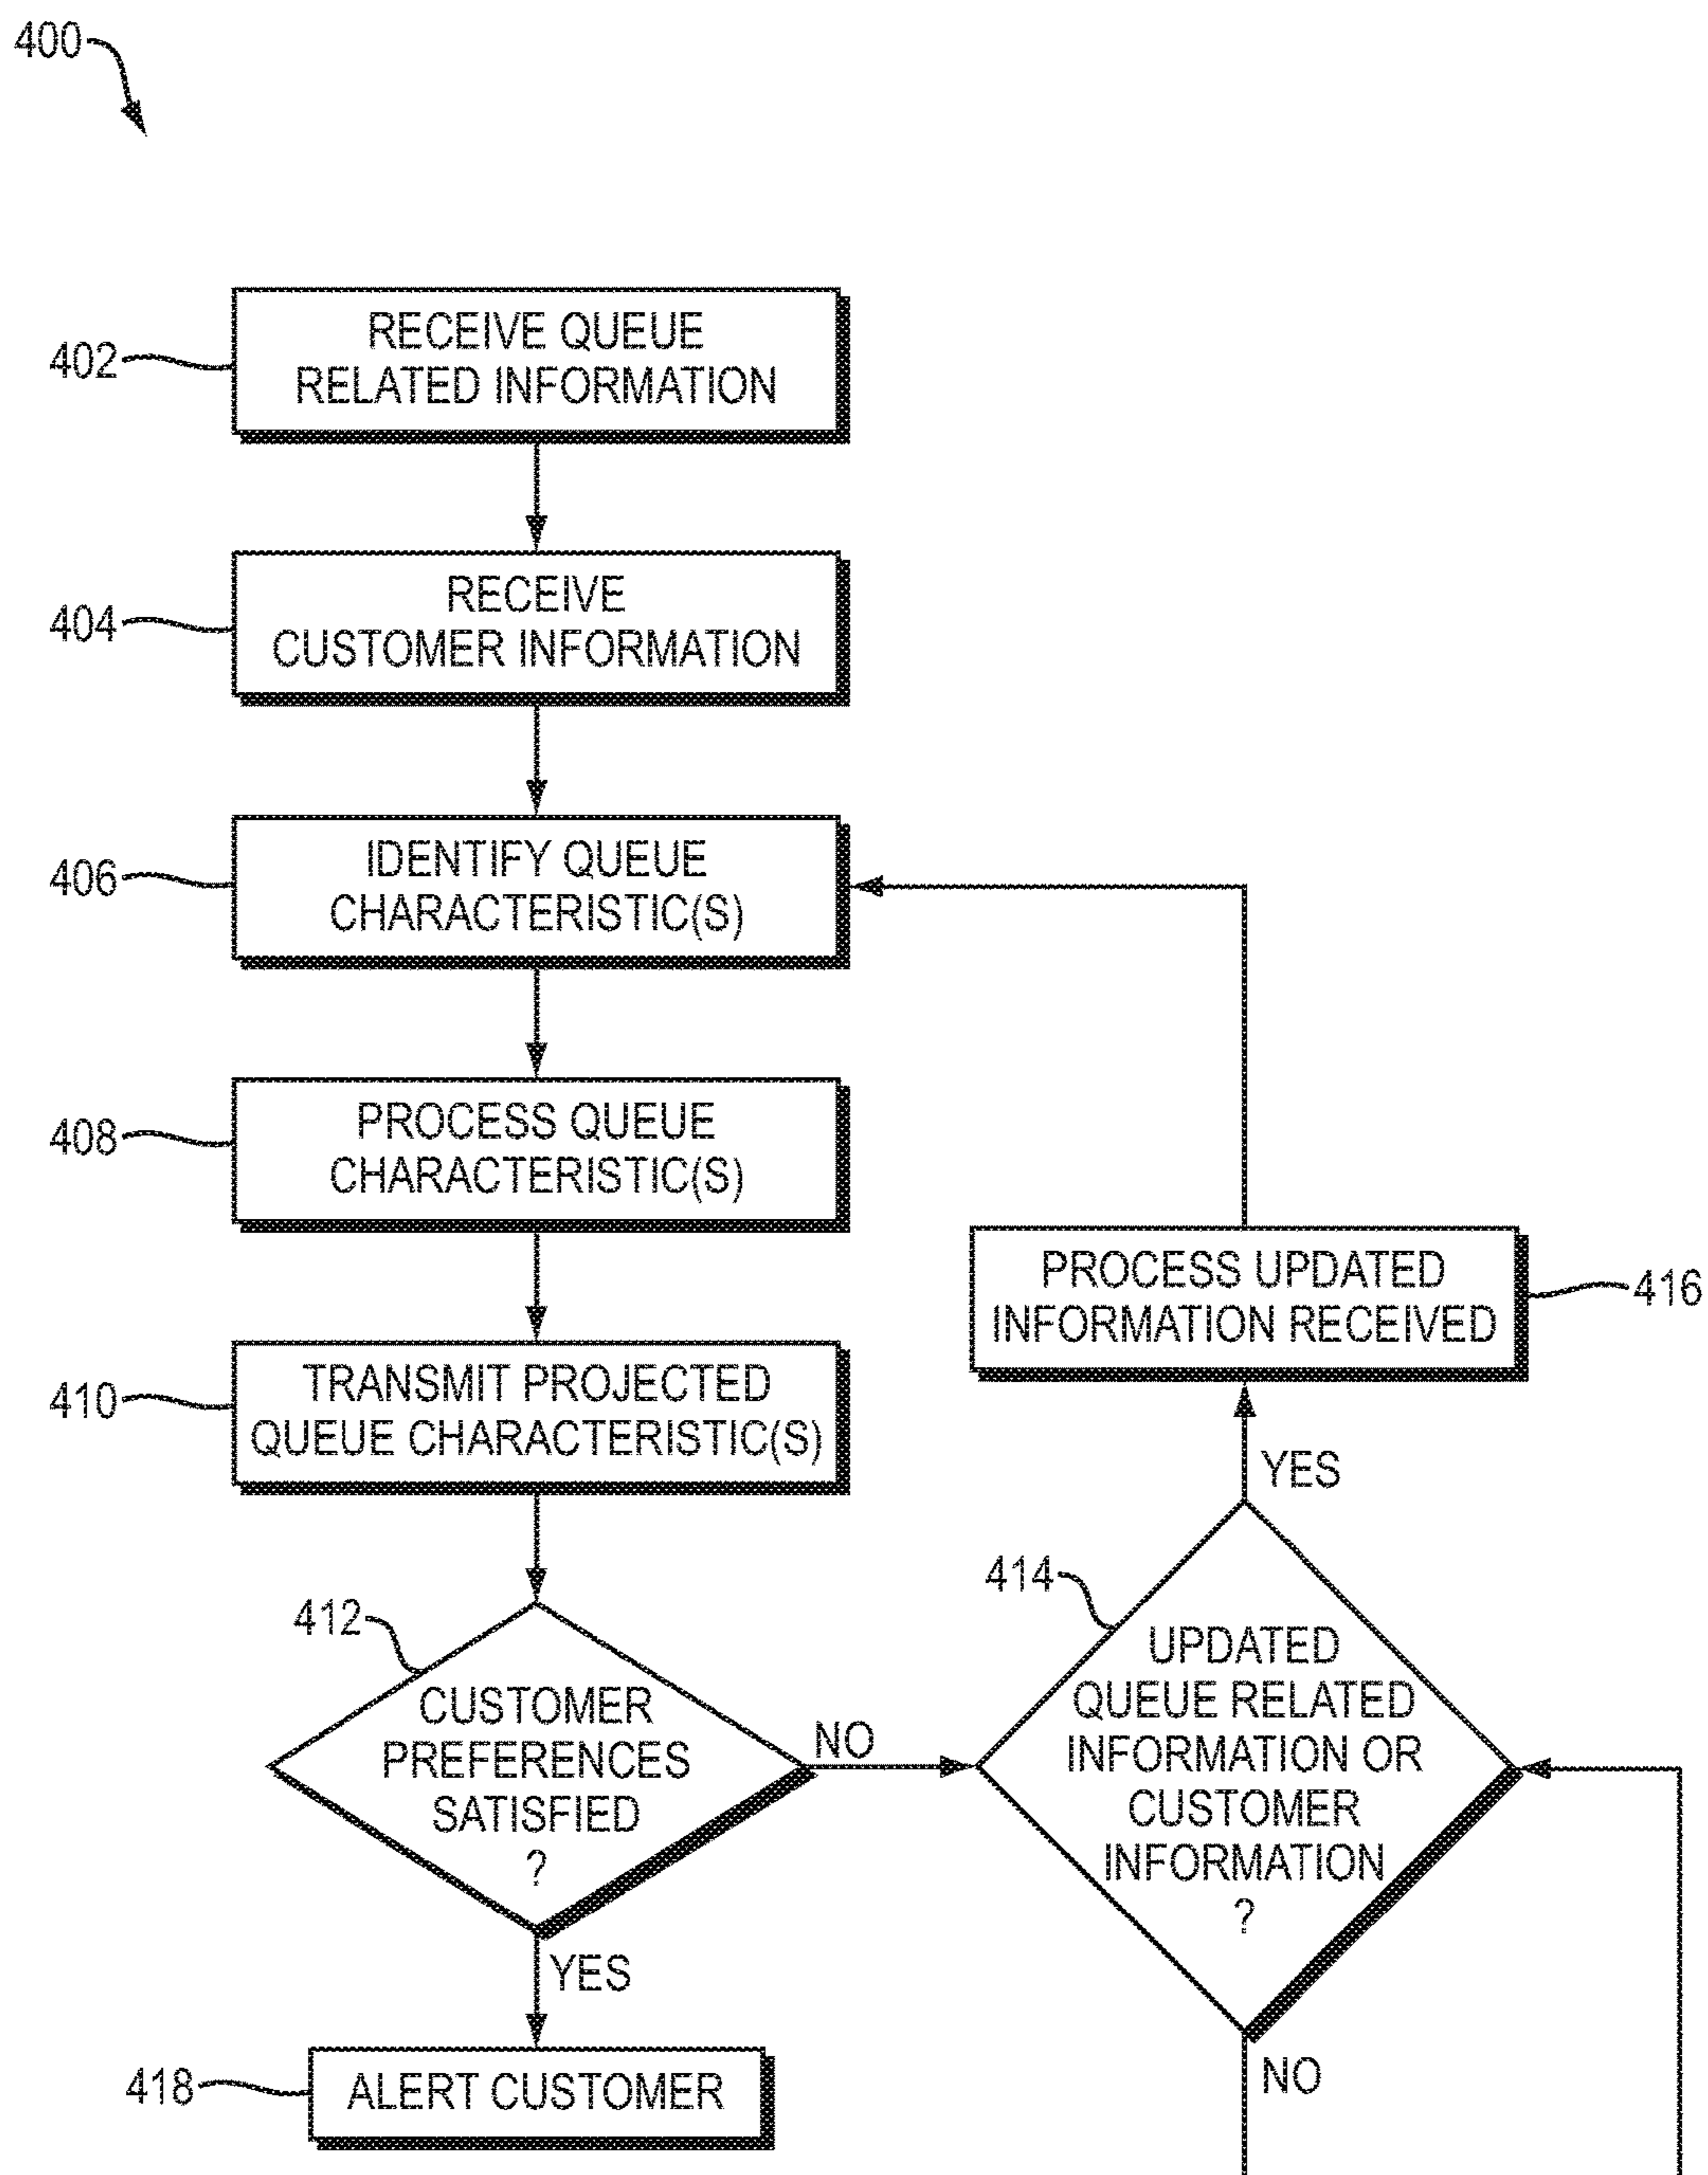 400
402
RECEIVE QUEUE
RELATED INFORMATION
404
RECEIVE
CUSTOMER INFORMATION
406
IDENTIFY QUEUE
CHARACTERISTIC(S)
408
PROCESS QUEUE
CHARACTERISTIC(S)
410
TRANSMIT PROJECTED
QUEUE CHARACTERISTIC(S)
412
CUSTOMER
PREFERENCES
SATISFIED
?
NO
YES
418
ALERT CUSTOMER
416
PROCESS UPDATED
INFORMATION RECEIVED
YES
414
UPDATED
QUEUE RELATED
INFORMATION OR
CUSTOMER
INFORMATION
?
NO